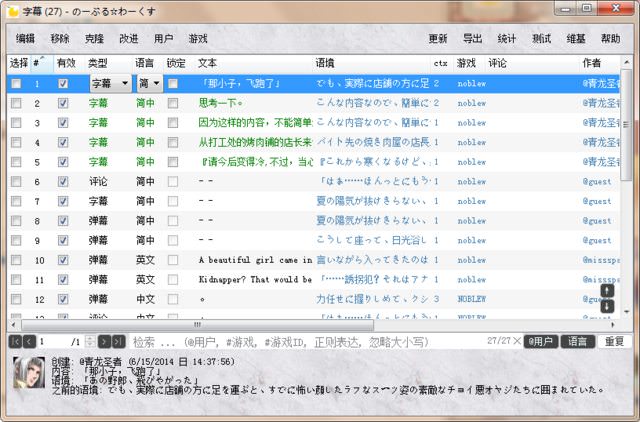 字幕 (27) - のーぶる☆わーくす
编辑 移除 克隆 改进 用户 游戏 更新 导出 统计 测试 维基 帮助
选择 # 有效 类型 语言 锁定 文本 语境 ctx 游戏 评论 作者
1 字幕 简 「那小子，飞跑了」 でも、実際に店舗の方に足 2 noblew @青龙圣者
2 字幕 简中 思考一下。 こんな内容なので、簡単に 2 noblew @青龙圣者
3 字幕 简中 因为这样的内容，不能简单 こんな内容なので、簡単に 1 noblew @青龙圣者
4 字幕 简中 从打工处的烤肉铺的店长来 バイト先の焼き肉屋の店長 1 noblew @青龙圣者
5 字幕 简中 『请今后变得冷,不过，当心 『これから寒くなるけど、 1 noblew @青龙圣者
6 评论 简中 - - 「はぁ……ほんっとにもう 1 noblew @guest
7 字幕 简中 - - 夏の陽気が抜けきらない、 1 noblew @guest
8 弹幕 简中 - - 夏の陽気が抜けきらない、 1 noblew @guest
9 弹幕 简中 - - こうして座って、日光浴し 1 noblew @guest
10 弹幕 英文 A beautiful girl came in 言いながら入ってきたのは 1 noblew @missspa
11 弹幕 英文 Kidnapper? That would be 「……誘拐犯？それはアナ 1 noblew @missspa
12 弹幕 中文 。 力任せに握りしめて、クシ 3 NOBLEW @guest
1 /1 检索 ... (@用户, #游戏, #游戏ID, 正则表达, 忽略大小写) 27/27 @用户 语言 重复
创建: @青龙圣者 (6/15/2014 日 14:37:56)
内容: 「那小子，飞跑了」
语境: 「あの野郎、飛びやがった」
之前的语境: でも、実際に店舗の方に足を運ぶと、すでに怖い顔したラフなスーツ姿の素敵なチョイ悪オヤジたちに囲まれていた。